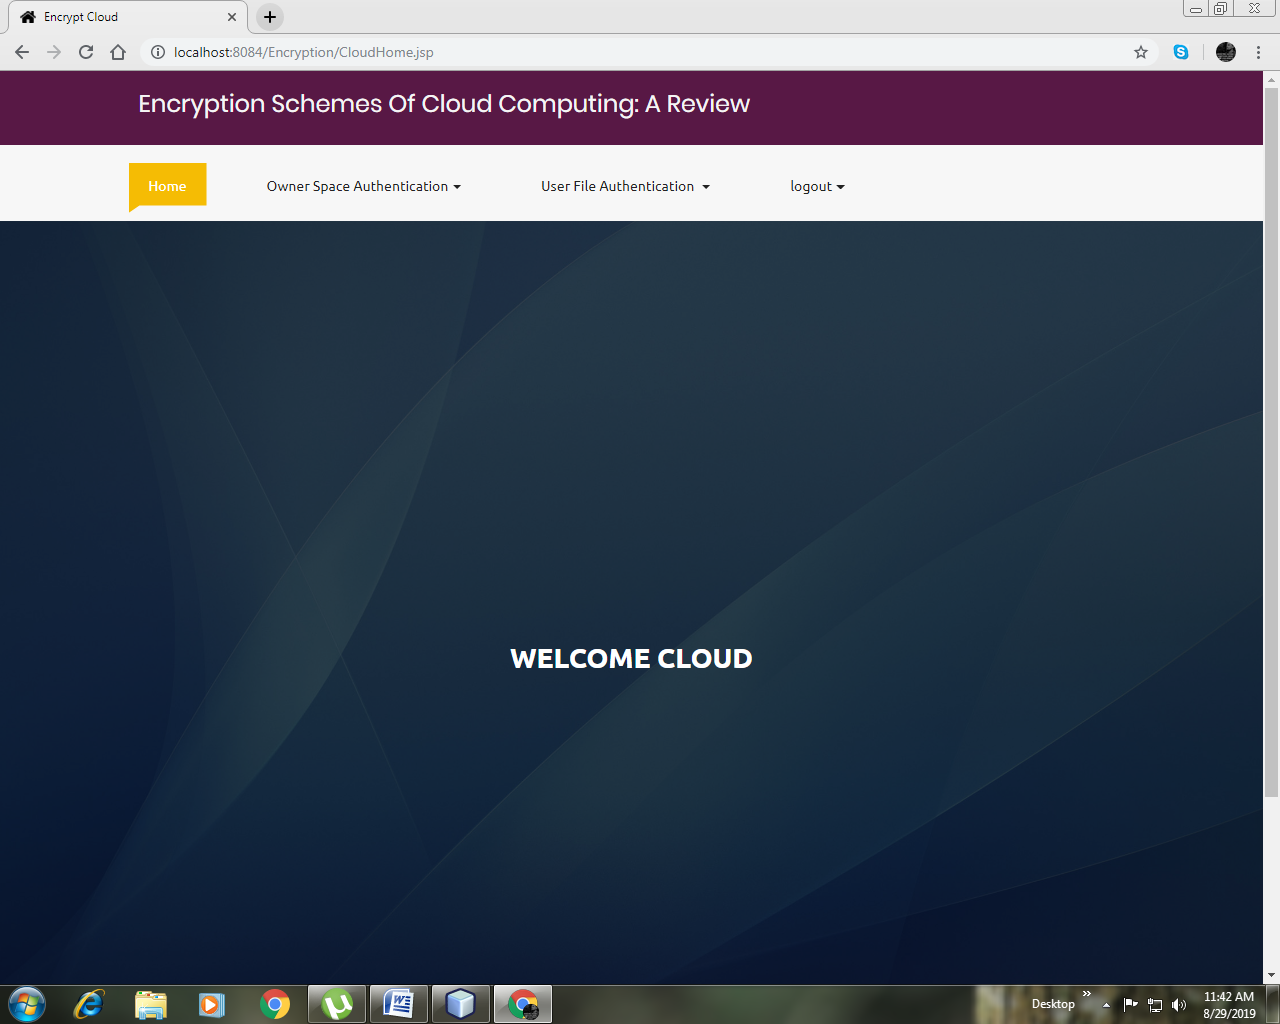 Encrypt Cloud
localhost:8084/Encryption/CloudHome.jsp
Encryption Schemes Of Cloud Computing: A Review
Home
Owner Space Authentication
User File Authentication
logout
WELCOME CLOUD
Desktop
11:42 AM
8/29/2019